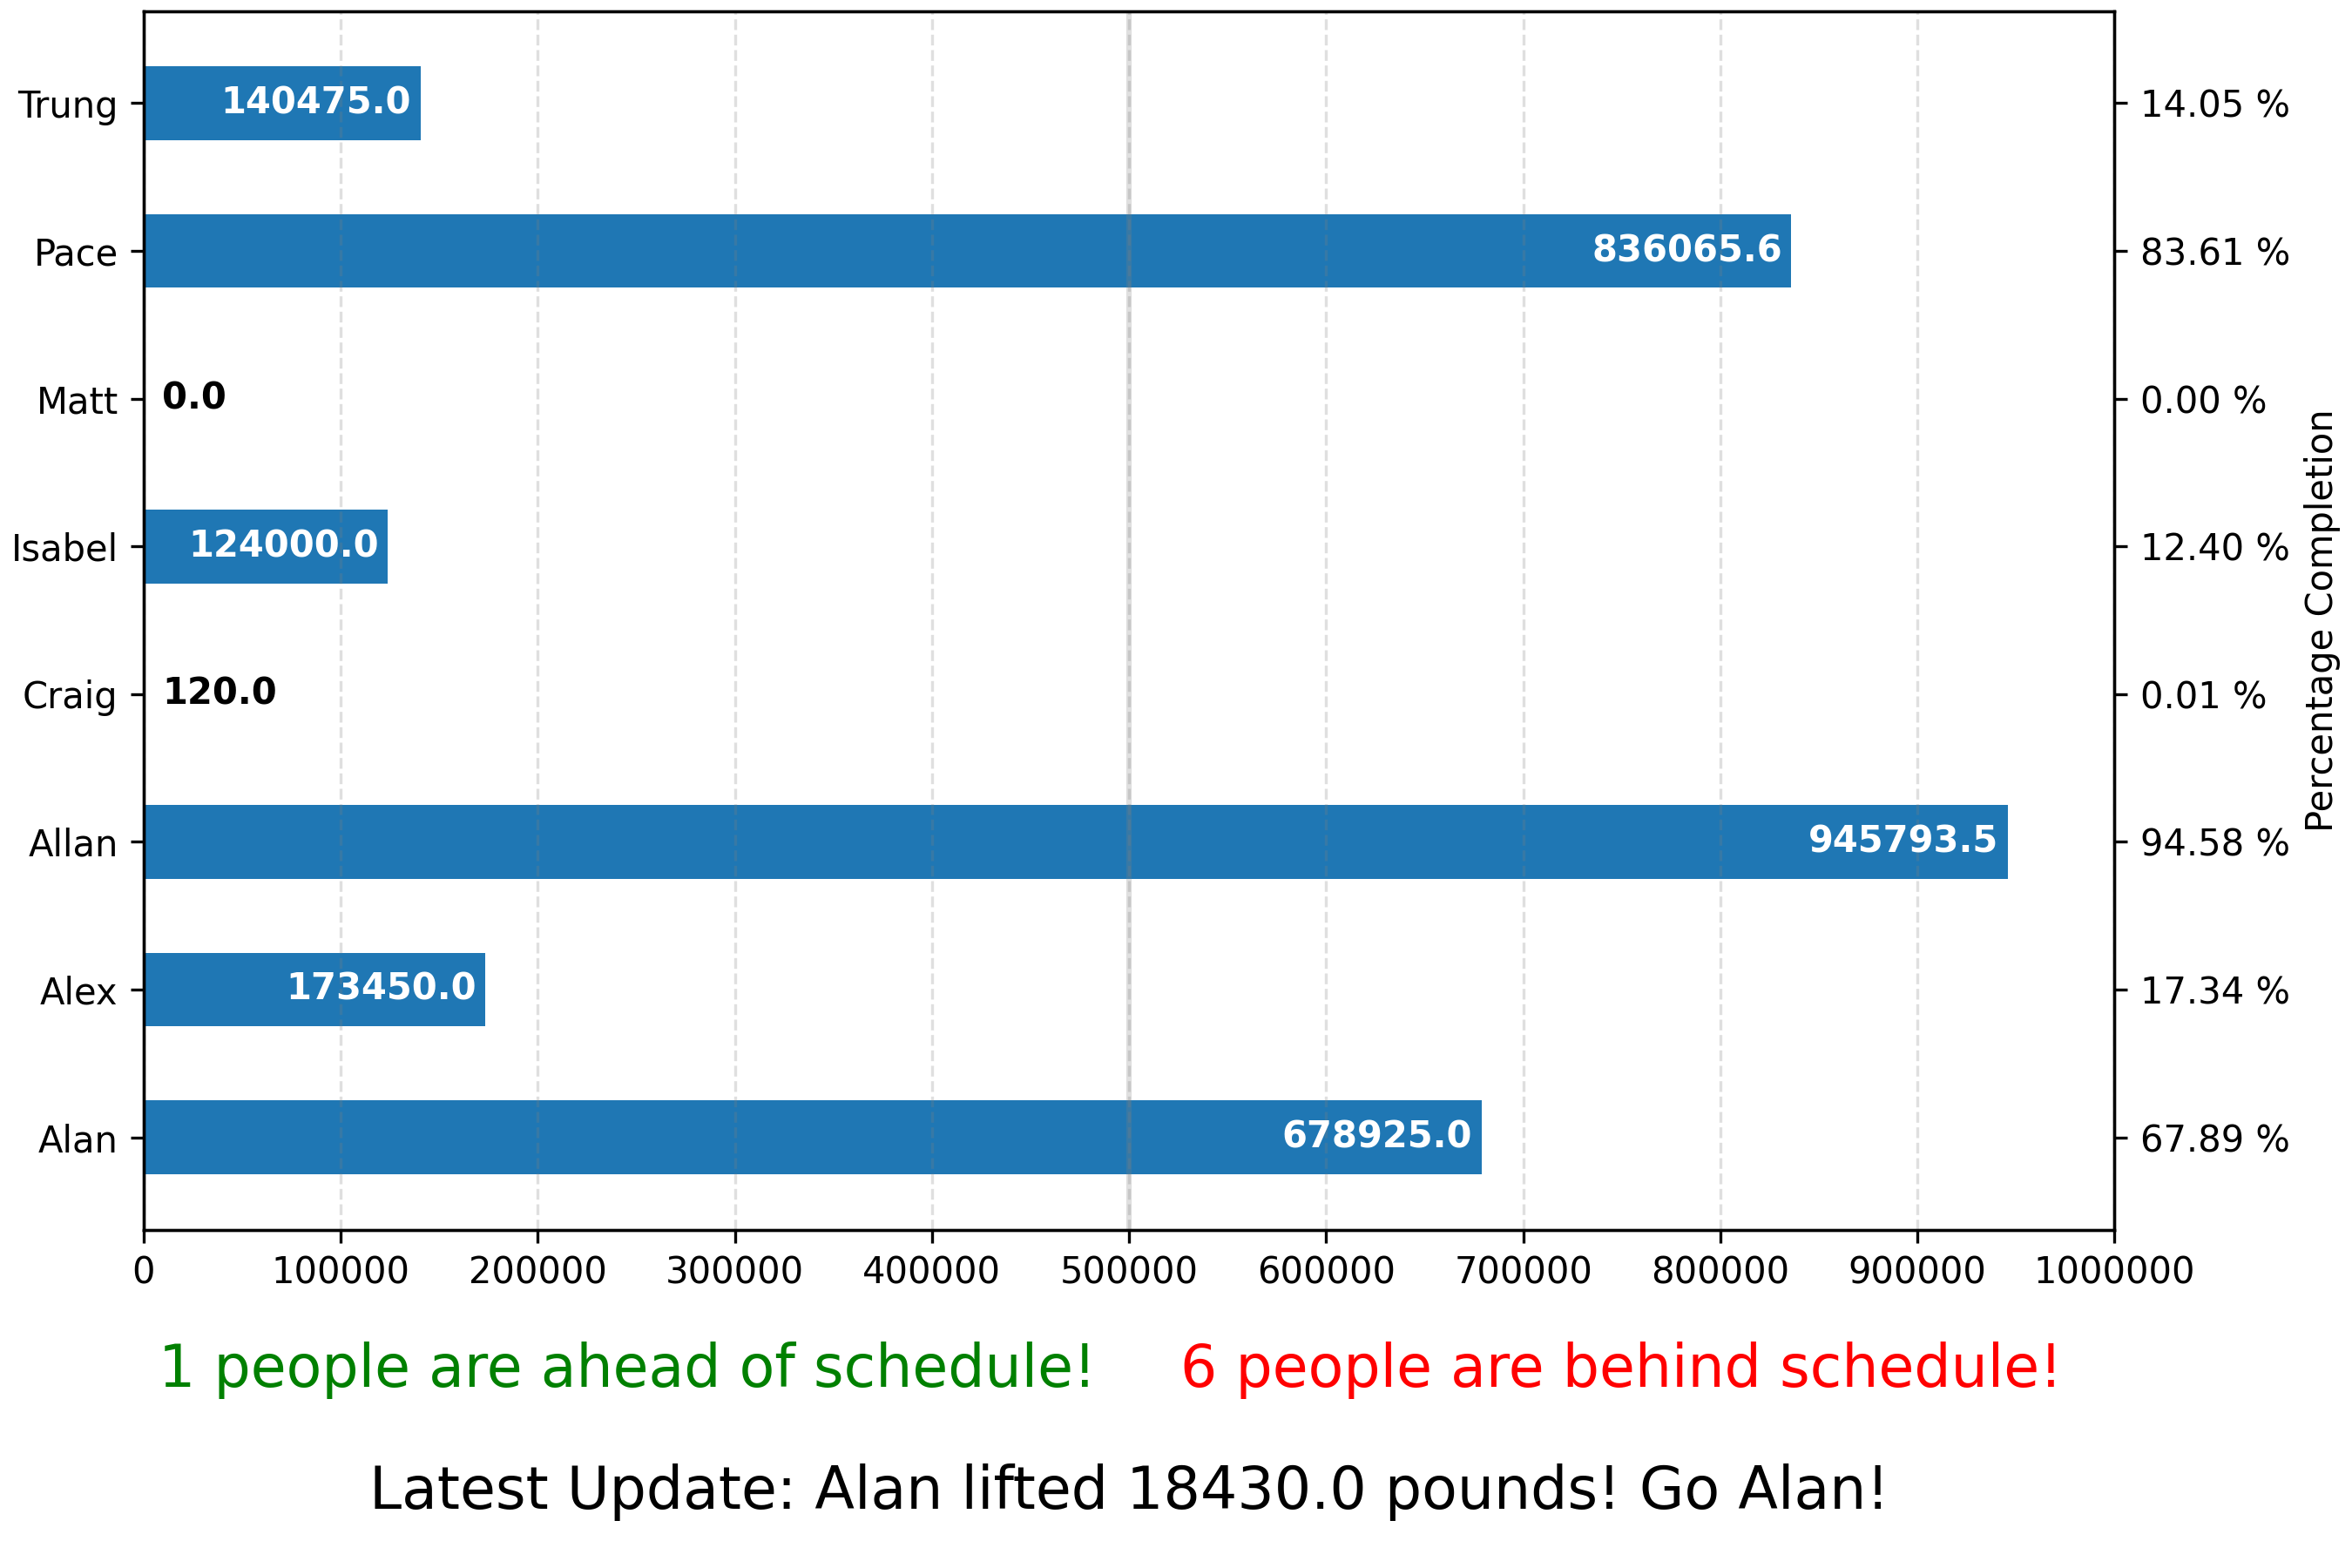 Trung 140475.0 14.05 %
Pace 836065.6 83.61 %
Matt 0.0 0.00 %
Isabel 124000.0 12.40 %
Craig 120.0 0.01 %
Allan 945793.5 94.58 %
Alex 173450.0 17.34 %
Alan 678925.0 67.89 %
Percentage Completion
0 100000 200000 300000 400000 500000 600000 700000 800000 900000 1000000
1 people are ahead of schedule! 6 people are behind schedule!
Latest Update: Alan lifted 18430.0 pounds! Go Alan!